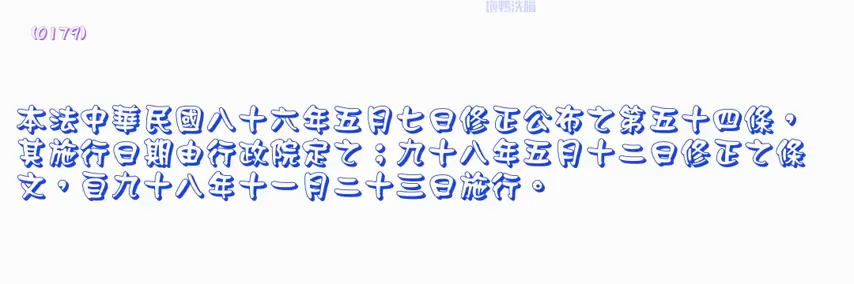 (0179)
本法中華民國八十六年五月七日修正公布之第五十四條，
其施行日期由行政院定之；九十八年五月十二日修正之條
文，自九十八年十一月二十三日施行。